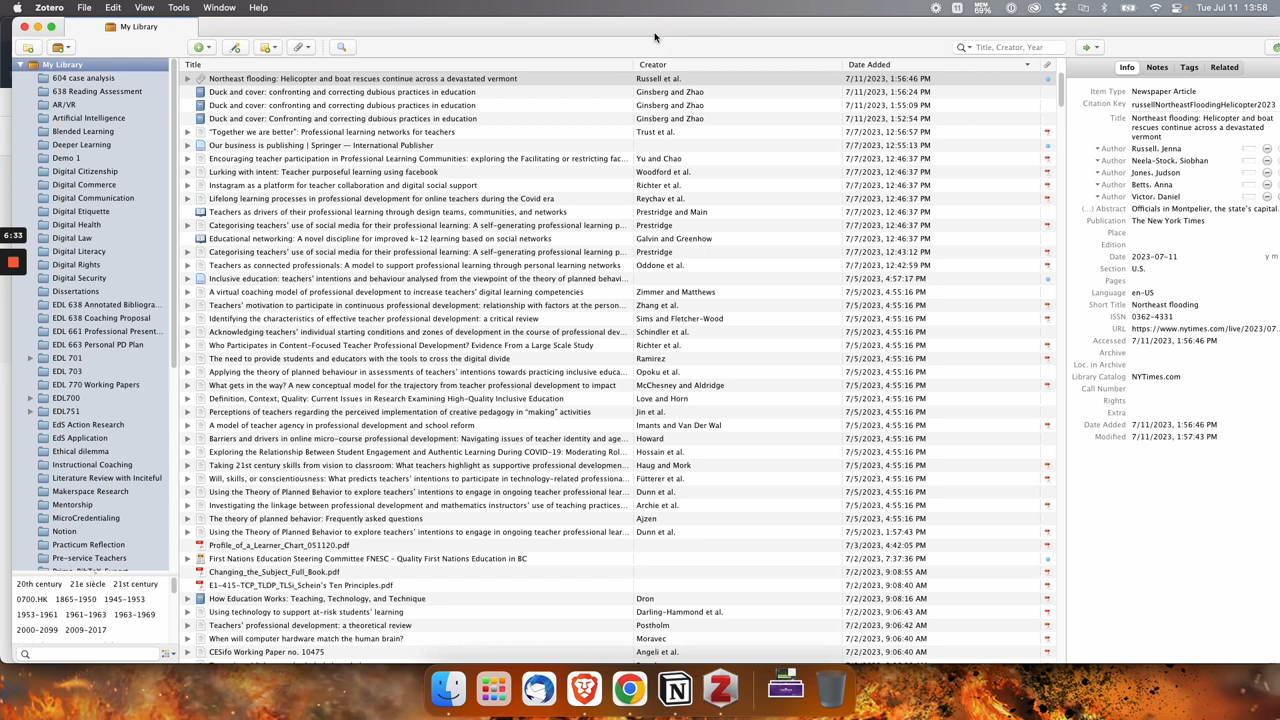 Zotero File Edit View Tools Window Help
11 MEM 69% Tue Jul 11 13:58
My Library
Title, Creator, Year
My Library
604 case analysis
638 Reading Assessment
AR/VR
Artificial Intelligence
Blended Learning
Deeper Learning
Demo 1
Digital Citizenship
Digital Commerce
Digital Communication
Digital Etiquette
Digital Health
Digital Law
Digital Literacy
Digital Rights
Digital Security
Dissertations
EDL 638 Annotated Bibliogra...
EDL 638 Coaching Proposal
EDL 661 Professional Present...
EDL 663 Personal PD Plan
EDL 701
EDL 703
EDL 770 Working Papers
EDL700
EDL751
EdS Action Research
EdS Application
Ethical dilemma
Instructional Coaching
Literature Review with Inciteful
Makerspace Research
Mentorship
MicroCredentialing
Notion
Practicum Reflection
Pre-service Teachers
6:33
20th century 21e siècle 21st century
0700.HK 1865-1950 1945-1953
1953-1961 1961-1963 1963-1969
2000-2099 2009-2017
Title Creator Date Added
Northeast flooding: Helicopter and boat rescues continue across a devastated vermont Russell et al. 7/11/2023, 1:56:46 PM
Duck and cover: confronting and correcting dubious practices in education Ginsberg and Zhao 7/11/2023, 1:56:24 PM
Duck and cover: confronting and correcting dubious practices in education Ginsberg and Zhao 7/11/2023, 1:55:09 PM
Duck and cover: Confronting and correcting dubious practices in education Ginsberg and Zhao 7/11/2023, 1:52:54 PM
“Together we are better”: Professional learning networks for teachers Trust et al. 7/7/2023, 12:56:57 PM
Our business is publishing | Springer — International Publisher 7/7/2023, 12:55:13 PM
Encouraging teacher participation in Professional Learning Communities: exploring the Facilitating or restricting fac... Yu and Chao 7/7/2023, 12:46:37 PM
Lurking with intent: Teacher purposeful learning using facebook Woodford et al. 7/7/2023, 12:46:37 PM
Instagram as a platform for teacher collaboration and digital social support Richter et al. 7/7/2023, 12:46:37 PM
Lifelong learning processes in professional development for online teachers during the Covid era Reychav et al. 7/7/2023, 12:46:37 PM
Teachers as drivers of their professional learning through design teams, communities, and networks Prestridge and Main 7/7/2023, 12:46:37 PM
Categorising teachers' use of social media for their professional learning: A self-generating professional learning p... Prestridge 7/7/2023, 12:46:37 PM
Educational networking: A novel discipline for improved k-12 learning based on social networks Galvin and Greenhow 7/7/2023, 12:46:37 PM
Categorising teachers' use of social media for their professional learning: A self-generating professional learning p... Prestridge 7/7/2023, 12:43:12 PM
Teachers as connected professionals: A model to support professional learning through personal learning networks Oddone et al. 7/7/2023, 12:42:59 PM
Inclusive education: teachers' intentions and behaviour analysed from the viewpoint of the theory of planned behavi... 7/5/2023, 4:57:17 PM
A virtual coaching model of professional development to increase teachers' digital learning competencies Zimmer and Matthews 7/5/2023, 4:55:16 PM
Teachers' motivation to participate in continuous professional development: relationship with factors at the person... Zhang et al. 7/5/2023, 4:55:16 PM
Identifying the characteristics of effective teacher professional development: a critical review Sims and Fletcher-Wood 7/5/2023, 4:55:16 PM
Acknowledging teachers' individual starting conditions and zones of development in the course of professional dev... Schindler et al. 7/5/2023, 4:55:16 PM
Who Participates in Content-Focused Teacher Professional Development? Evidence From a Large Scale Study Richter et al. 7/5/2023, 4:55:16 PM
The need to provide students and educators with the tools to cross the digital divide Ramirez 7/5/2023, 4:55:16 PM
Applying the theory of planned behaviour in assessments of teachers' intentions towards practicing inclusive educa... Opoku et al. 7/5/2023, 4:55:16 PM
What gets in the way? A new conceptual model for the trajectory from teacher professional development to impact McChesney and Aldridge 7/5/2023, 4:55:16 PM
Definition, Context, Quality: Current Issues in Research Examining High-Quality Inclusive Education Love and Horn 7/5/2023, 4:55:16 PM
Perceptions of teachers regarding the perceived implementation of creative pedagogy in “making” activities Jin et al. 7/5/2023, 4:55:16 PM
A model of teacher agency in professional development and school reform Imants and Van Der Wal 7/5/2023, 4:55:16 PM
Barriers and drivers in online micro-course professional development: Navigating issues of teacher identity and age... Howard 7/5/2023, 4:55:16 PM
Exploring the Relationship Between Student Engagement and Authentic Learning During COVID-19: Moderating Rol... Hossain et al. 7/5/2023, 4:55:16 PM
Taking 21st century skills from vision to classroom: What teachers highlight as supportive professional developmen... Haug and Mork 7/5/2023, 4:55:16 PM
Will, skills, or conscientiousness: What predicts teachers' intentions to participate in technology-related professiona... Fütterer et al. 7/5/2023, 4:55:16 PM
Using the Theory of Planned Behavior to explore teachers' intentions to engage in ongoing teacher professional lear... Dunn et al. 7/5/2023, 4:55:16 PM
Investigating the linkage between professional development and mathematics instructors' use of teaching practices... Archie et al. 7/5/2023, 4:55:16 PM
The theory of planned behavior: Frequently asked questions Ajzen 7/5/2023, 4:55:16 PM
Using the Theory of Planned Behavior to explore teachers' intentions to engage in ongoing teacher professional lear... Dunn et al. 7/5/2023, 1:57:43 PM
Profile_of_a_Learner_Chart_051120.pdf 7/3/2023, 4:42:05 PM
First Nations Education Steering Committee FNESC - Quality First Nations Education in BC 7/2/2023, 7:37:36 PM
Changing_the_Subject_Full_Book.pdf 7/2/2023, 9:08:55 AM
E1-415-TCP_TLDP_TLSi_Schein's Ten Principles.pdf 7/2/2023, 9:08:40 AM
How Education Works: Teaching, Technology, and Technique Dron 7/2/2023, 9:08:16 AM
Using technology to support at-risk students' learning Darling-Hammond et al. 7/2/2023, 9:06:43 AM
Teachers' professional development: a theoretical review Postholm 7/2/2023, 9:06:42 AM
When will computer hardware match the human brain? Moravec 7/2/2023, 9:06:40 AM
CESifo Working Paper no. 10475 Angeli et al. 7/2/2023, 9:06:40 AM
Info Notes Tags Related
Item Type Newspaper Article
Citation Key russellNortheastFloodingHelicopter2023
Title Northeast flooding: Helicopter and boat
rescues continue across a devastated
vermont
Author Russell, Jenna
Author Neela-Stock, Siobhan
Author Jones, Judson
Author Betts, Anna
Author Victor, Daniel
(...) Abstract Officials in Montpelier, the state's capital,
Publication The New York Times
Place
Edition
Date 2023-07-11 y m
Section U.S.
Pages
Language en-US
Short Title Northeast flooding
ISSN 0362-4331
URL https://www.nytimes.com/live/2023/07...
Accessed 7/11/2023, 1:56:46 PM
Archive
Loc. in Archive
Library Catalog NYTimes.com
Call Number
Rights
Extra
Date Added 7/11/2023, 1:56:46 PM
Modified 7/11/2023, 1:57:43 PM